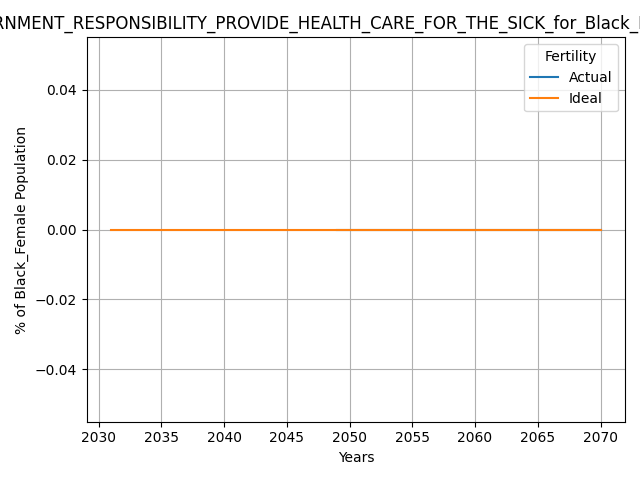 RNMENT_RESPONSIBILITY_PROVIDE_HEALTH_CARE_FOR_THE_SICK_for_Black_
Fertility
Actual
Ideal
% of Black_Female Population
0.04
0.02
0.00
−0.02
−0.04
2030 2035 2040 2045 2050 2055 2060 2065 2070
Years